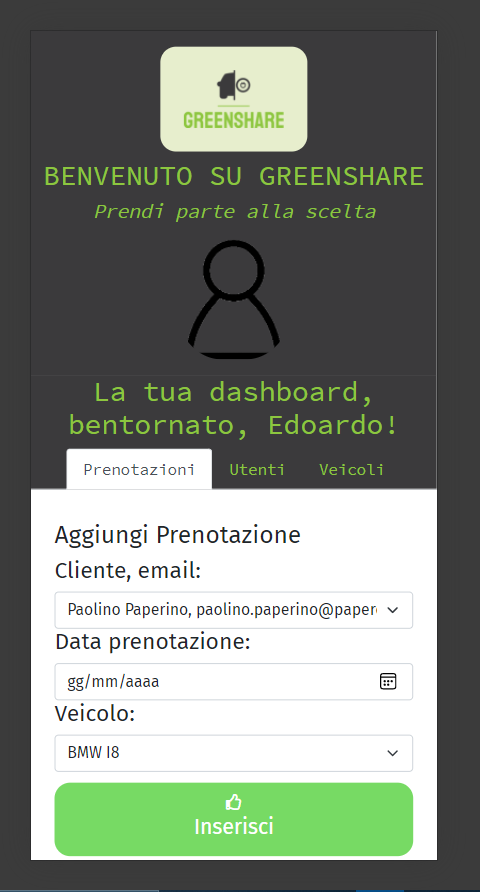 GREENSHARE
BENVENUTO SU GREENSHARE
Prendi parte alla scelta
La tua dashboard,
bentornato, Edoardo!
Prenotazioni Utenti Veicoli
Aggiungi Prenotazione
Cliente, email:
Paolino Paperino, paolino.paperino@paper
Data prenotazione:
gg/mm/aaaa
Veicolo:
BMW I8
Inserisci